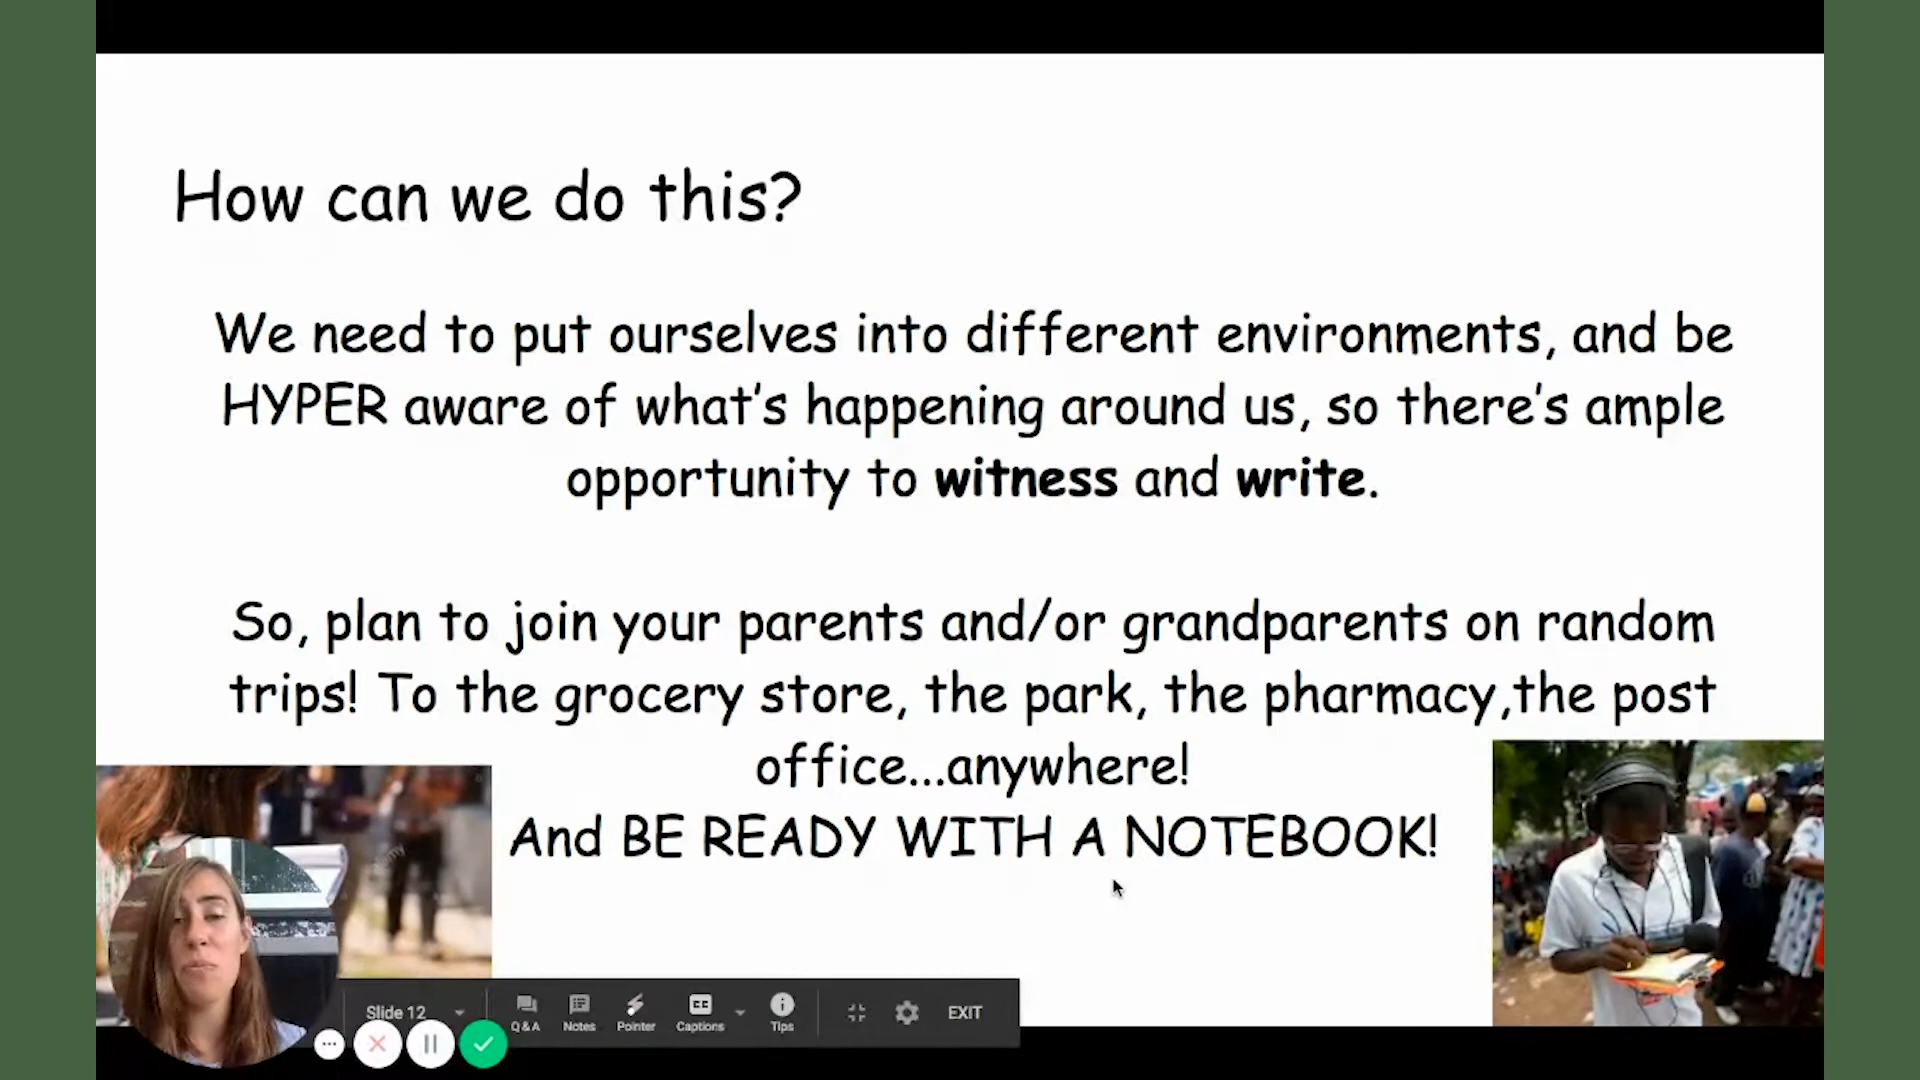 How can we do this?
We need to put ourselves into different environments, and be
HYPER aware of what's happening around us, so there's ample
opportunity to witness and write.
So, plan to join your parents and/or grandparents on random
trips! To the grocery store, the park, the pharmacy,the post
office...anywhere!
And BE READY WITH A NOTEBOOK!
Slide 12
Q & A
Notes
Pointer
CC
Captions
Tips
EXIT